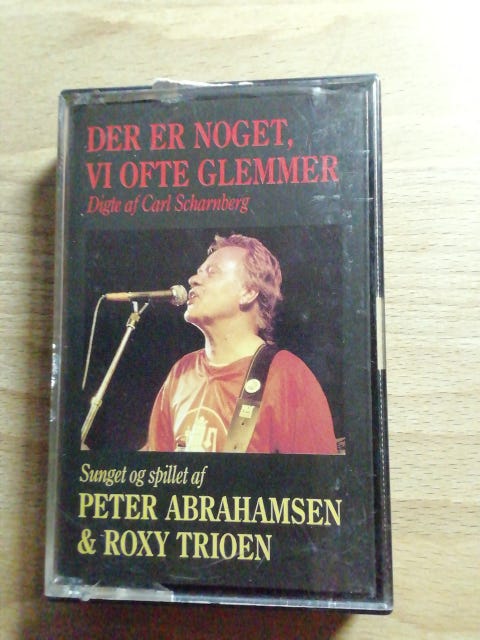 DER ER NOGET,
VI OFTE GLEMMER
Digte af Carl Scharnberg
Sunget og spillet af
PETER ABRAHAMSEN
& ROXY TRIOEN